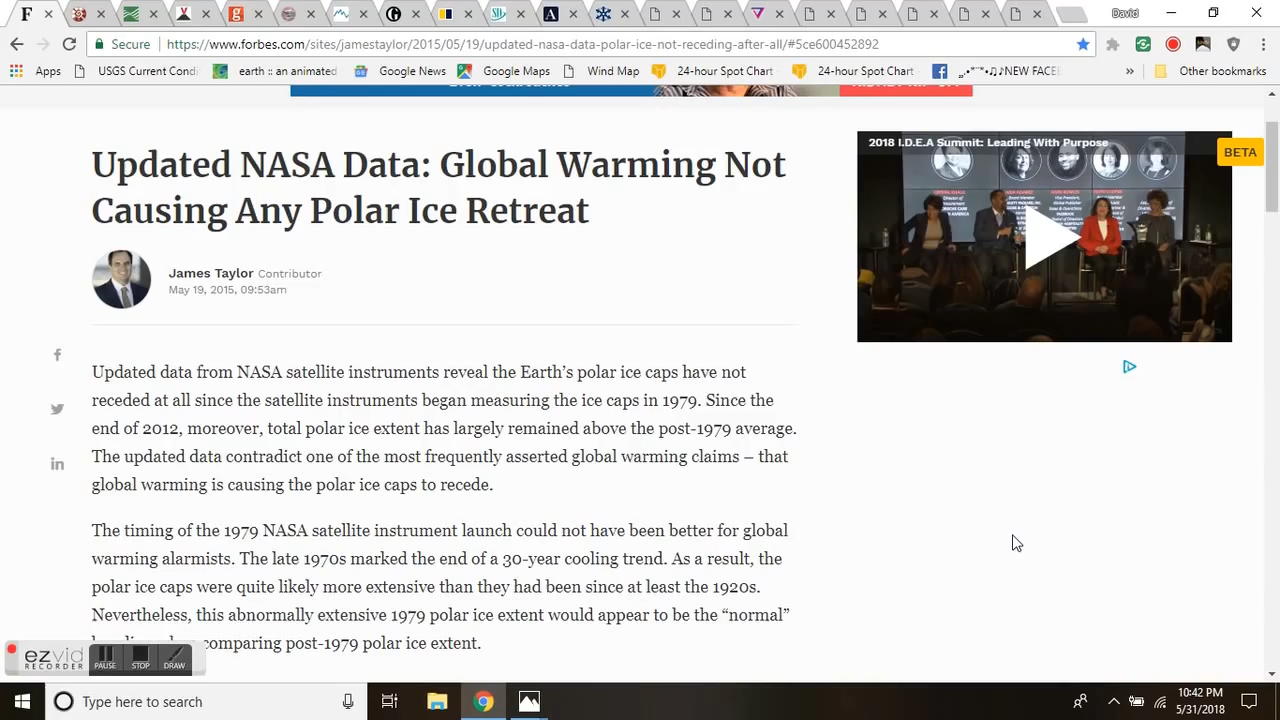 F
David
Secure
https://www.forbes.com/sites/jamestaylor/2015/05/19/updated-nasa-data-polar-ice-not-receding-after-all/#5ce600452892
Apps
USGS Current Condi
earth :: an animated
Google News
Google Maps
Wind Map
24-hour Spot Chart
24-hour Spot Chart
NEW FACE
»
Other bookmarks
Updated NASA Data: Global Warming Not
Causing Any Polar Ice Retreat
James Taylor Contributor
May 19, 2015, 09:53am
2018 I.D.E.A Summit: Leading With Purpose
BETA
Updated data from NASA satellite instruments reveal the Earth’s polar ice caps have not
receded at all since the satellite instruments began measuring the ice caps in 1979. Since the
end of 2012, moreover, total polar ice extent has largely remained above the post-1979 average.
The updated data contradict one of the most frequently asserted global warming claims – that
global warming is causing the polar ice caps to recede.
The timing of the 1979 NASA satellite instrument launch could not have been better for global
warming alarmists. The late 1970s marked the end of a 30-year cooling trend. As a result, the
polar ice caps were quite likely more extensive than they had been since at least the 1920s.
Nevertheless, this abnormally extensive 1979 polar ice extent would appear to be the “normal”
comparing post-1979 polar ice extent.
ezvid
RECORDER
PAUSE
STOP
DRAW
Type here to search
10:42 PM
5/31/2018